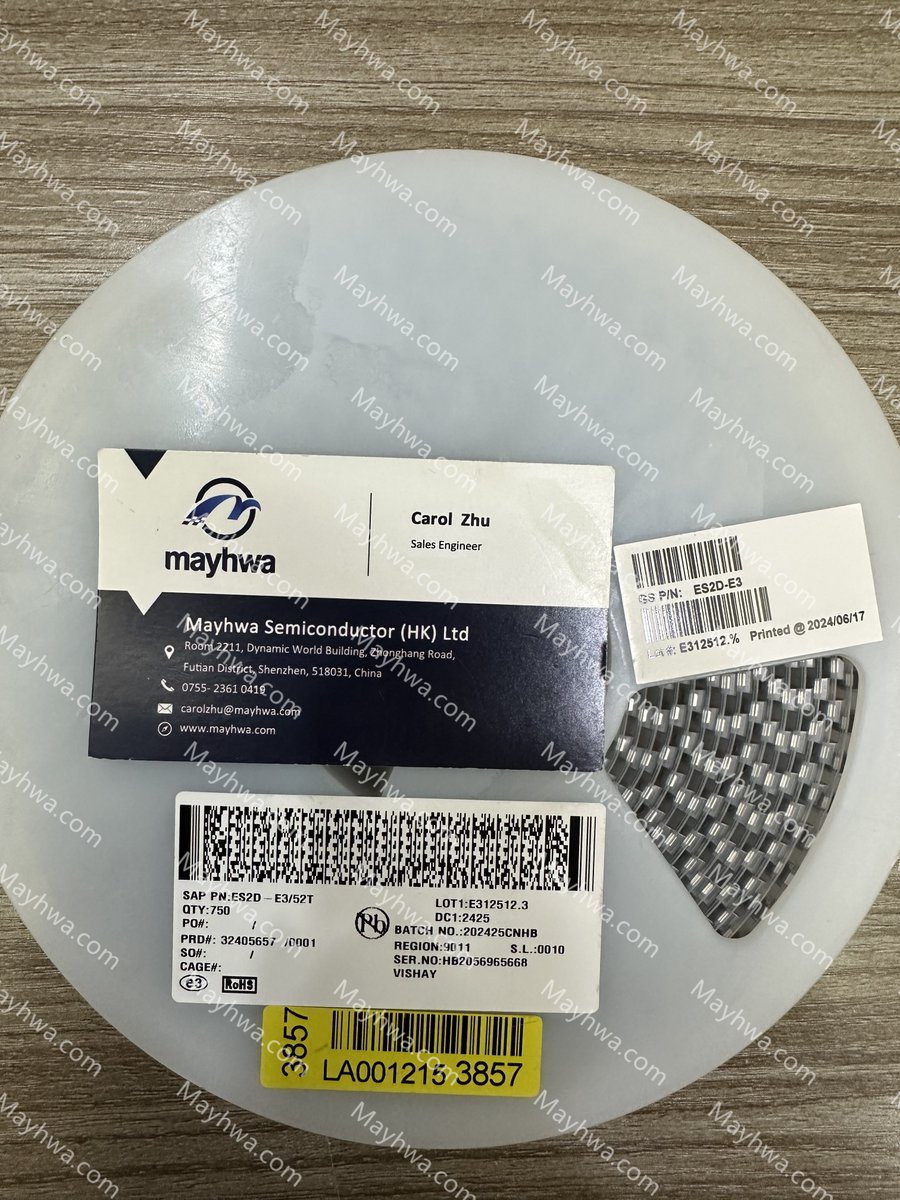 mayhwa
Carol Zhu
Sales Engineer
Mayhwa Semiconductor (HK) Ltd
Room 2211, Dynamic World Building, Zhonghang Road,
Futian District, Shenzhen, 518031, China
0755- 2361 0419
carolzhu@mayhwa.com
www.mayhwa.com
GS P/N: ES2D-E3
Lot#: E312512.% Printed @ 2024/06/17
SAP PN:ES2D-E3/52T
QTY:750
PO#: /
PRD#: 32405657 /0001
SO#: /
CAGE#:
e3 RoHS
Pb
LOT1:E312512.3
DC1:2425
BATCH NO.:202425CNHB
REGION:9011 S.L.:0010
SER.NO:HB2056965668
VISHAY
3857
LA001215 3857
Mayhwa.com